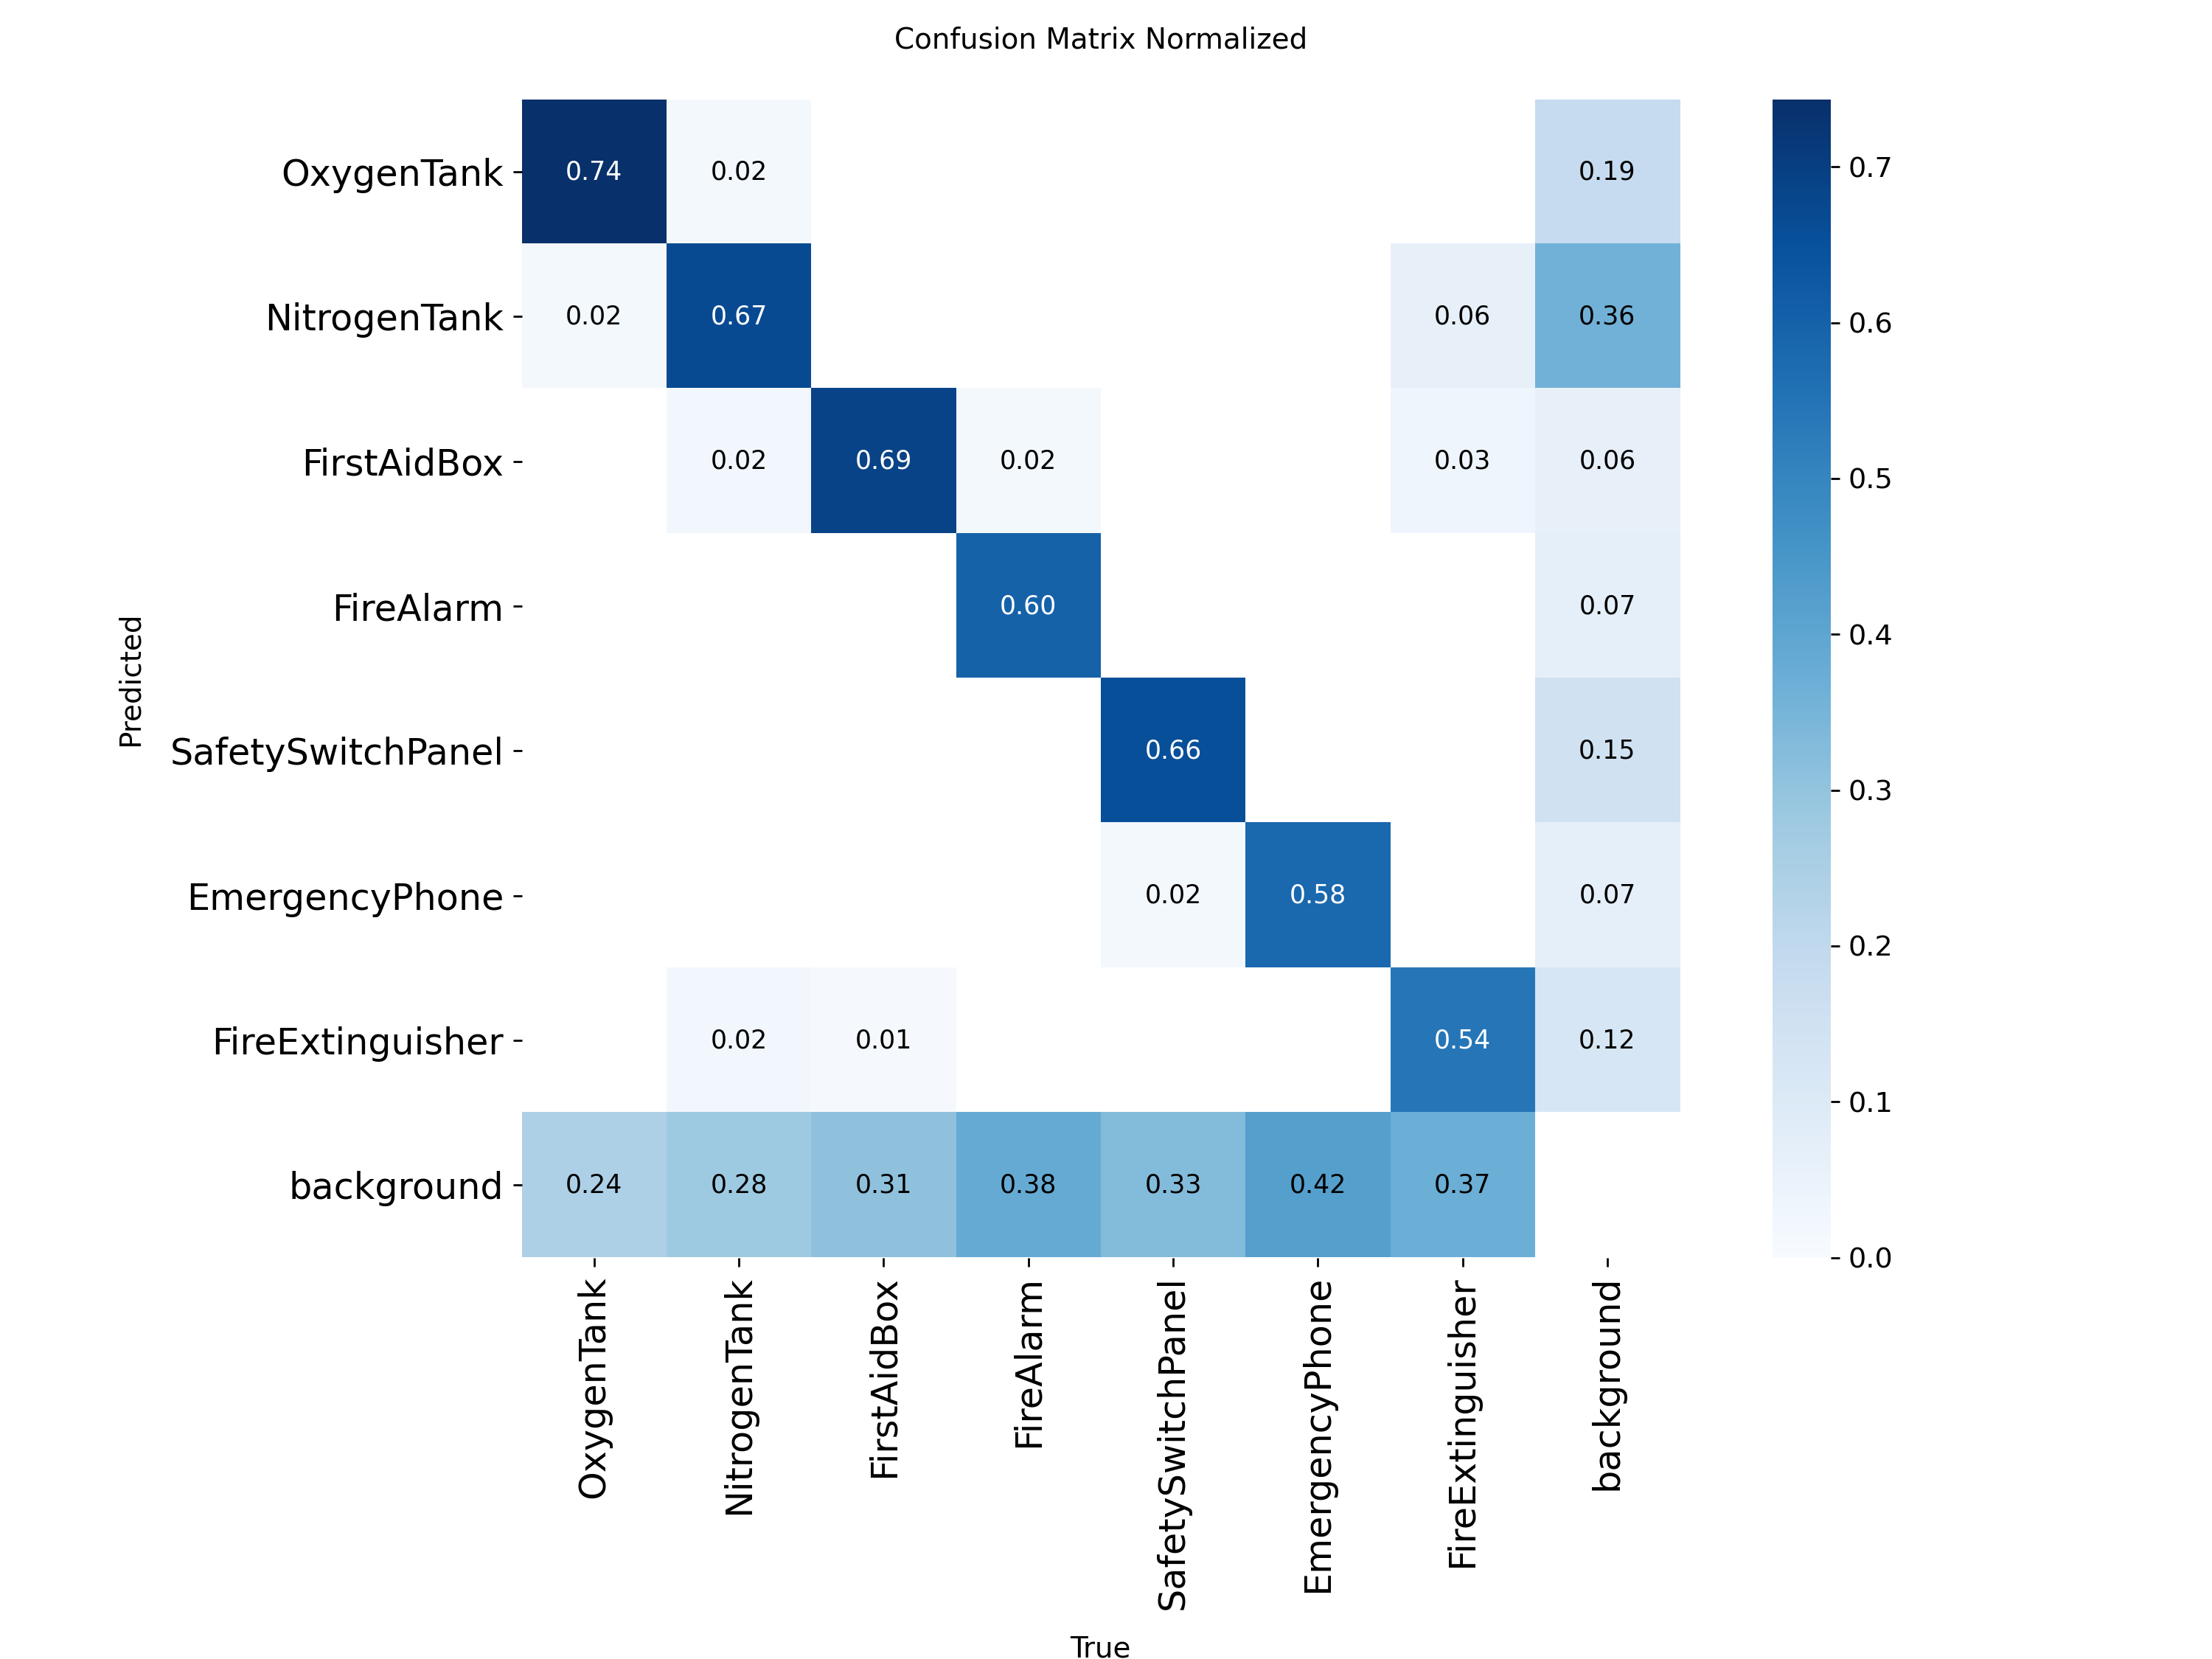 Confusion Matrix Normalized
OxygenTank 0.74 0.02 0.19
NitrogenTank 0.02 0.67 0.06 0.36
FirstAidBox 0.02 0.69 0.02 0.03 0.06
FireAlarm 0.60 0.07
SafetySwitchPanel 0.66 0.15
EmergencyPhone 0.02 0.58 0.07
FireExtinguisher 0.02 0.01 0.54 0.12
background 0.24 0.28 0.31 0.38 0.33 0.42 0.37
Predicted
OxygenTank
NitrogenTank
FirstAidBox
FireAlarm
SafetySwitchPanel
EmergencyPhone
FireExtinguisher
background
True
0.7
0.6
0.5
0.4
0.3
0.2
0.1
0.0